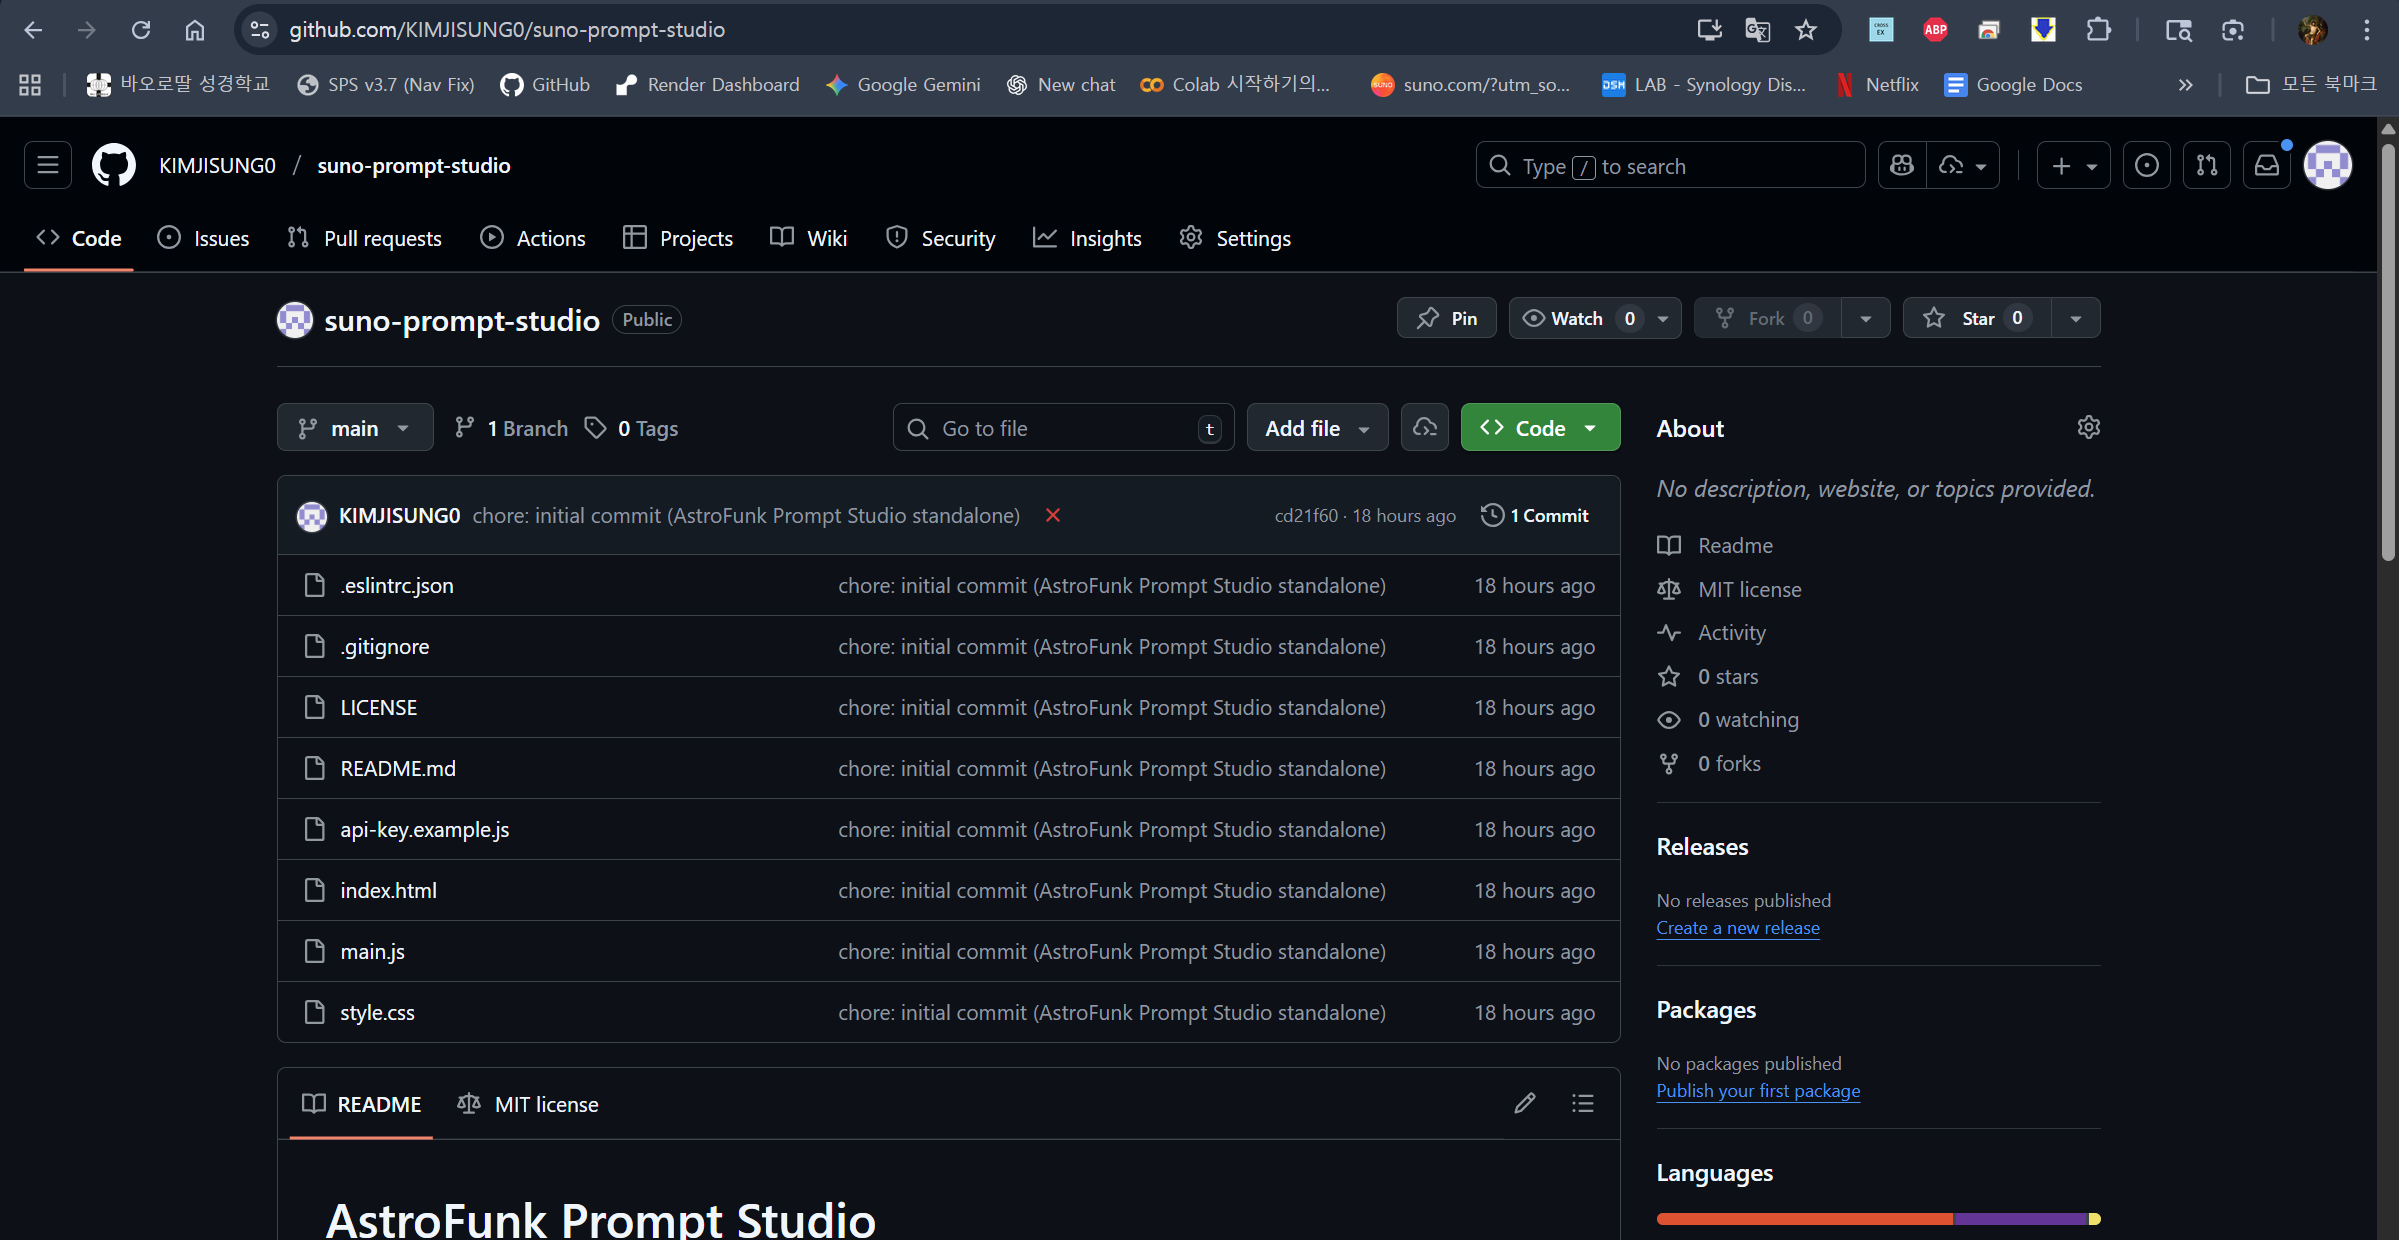 github.com/KIMJISUNG0/suno-prompt-studio
ABP
바오로딸 성경학교
SPS v3.7 (Nav Fix)
GitHub
Render Dashboard
Google Gemini
New chat
Colab 시작하기의...
suno.com/?utm_so...
LAB - Synology Dis...
Netflix
Google Docs
모든 북마크
KIMJISUNG0 / suno-prompt-studio
Type / to search
Code
Issues
Pull requests
Actions
Projects
Wiki
Security
Insights
Settings
suno-prompt-studio Public
Pin
Watch 0
Fork 0
Star 0
main
1 Branch
0 Tags
Go to file t
Add file
Code
KIMJISUNG0 chore: initial commit (AstroFunk Prompt Studio standalone) cd21f60 · 18 hours ago 1 Commit
.eslintrc.json chore: initial commit (AstroFunk Prompt Studio standalone) 18 hours ago
.gitignore chore: initial commit (AstroFunk Prompt Studio standalone) 18 hours ago
LICENSE chore: initial commit (AstroFunk Prompt Studio standalone) 18 hours ago
README.md chore: initial commit (AstroFunk Prompt Studio standalone) 18 hours ago
api-key.example.js chore: initial commit (AstroFunk Prompt Studio standalone) 18 hours ago
index.html chore: initial commit (AstroFunk Prompt Studio standalone) 18 hours ago
main.js chore: initial commit (AstroFunk Prompt Studio standalone) 18 hours ago
style.css chore: initial commit (AstroFunk Prompt Studio standalone) 18 hours ago
README
MIT license
AstroFunk Prompt Studio
About
No description, website, or topics provided.
Readme
MIT license
Activity
0 stars
0 watching
0 forks
Releases
No releases published
Create a new release
Packages
No packages published
Publish your first package
Languages